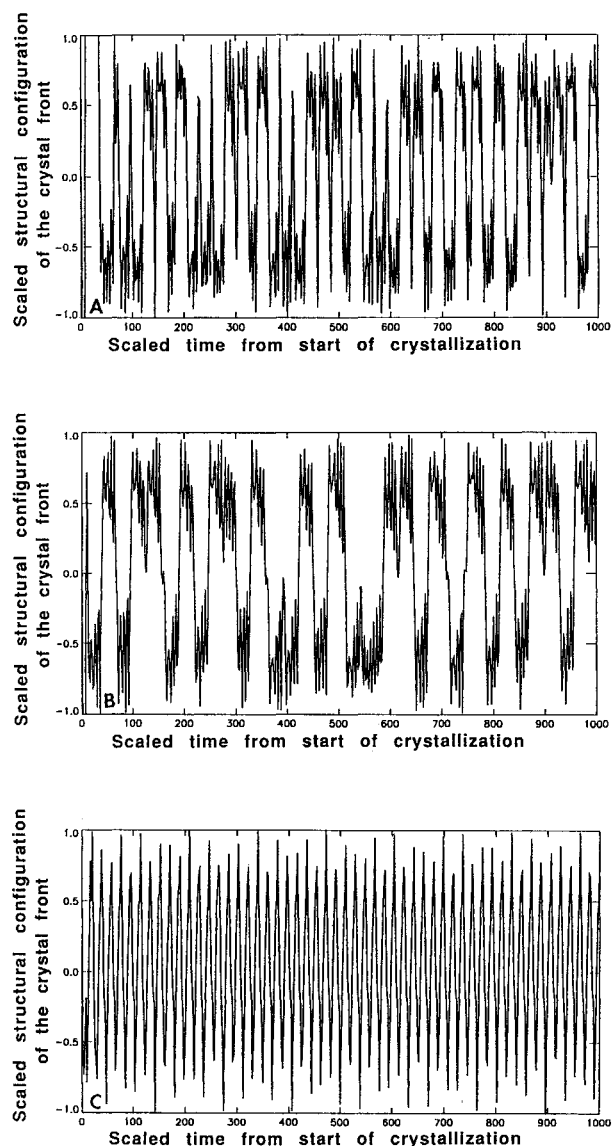 Scaled structural configuration
of the crystal front
1.0
0.5
0.0
-0.5
-1.0
A
0 100 200 300 400 500 600 700 800 900 1000
Scaled time from start of crystallization
Scaled structural configuration
of the crystal front
1.0
0.5
0.0
-0.5
-1.0
B
0 100 200 300 400 500 600 700 800 900 1000
Scaled time from start of crystallization
Scaled structural configuration
of the crystal front
1.0
0.5
0.0
-0.5
-1.0
C
0 100 200 300 400 500 600 700 800 900 1000
Scaled time from start of crystallization